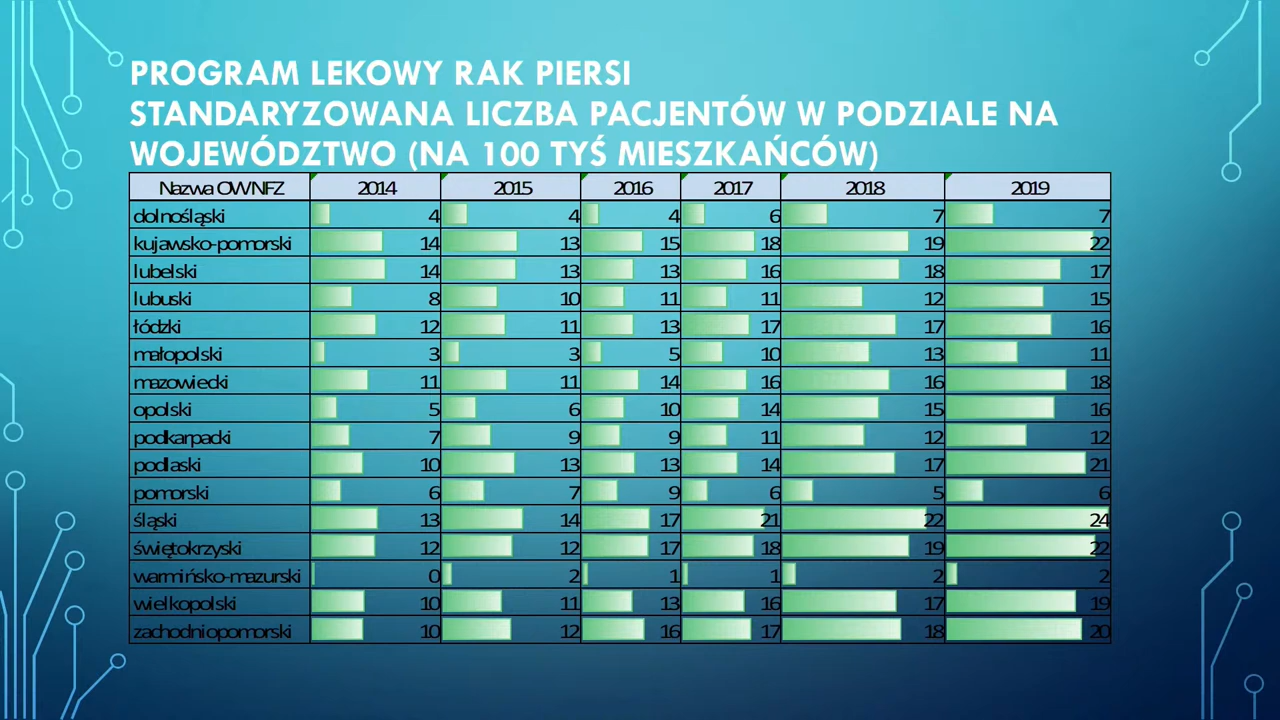 PROGRAM LEKOWY RAK PIERSI
STANDARYZOWANA LICZBA PACJENTÓW W PODZIALE NA
WOJEWÓDZTWO (NA 100 TYŚ MIESZKAŃCÓW)
Nazwa OW NFZ 2014 2015 2016 2017 2018 2019
dolnośląski 4 4 4 6 7 7
kujawsko-pomorski 14 13 15 18 19 22
lubelski 14 13 13 16 18 17
lubuski 8 10 11 11 12 15
łódzki 12 11 13 17 17 16
małopolski 3 3 5 10 13 11
mazowiecki 11 11 14 16 16 18
opolski 5 6 10 14 15 16
podkarpacki 7 9 9 11 12 12
podlaski 10 13 13 14 17 21
pomorski 6 7 9 6 5 6
śląski 13 14 17 21 22 24
świętokrzyski 12 12 17 18 19 22
warmińsko-mazurski 0 2 1 1 2 2
wielkopolski 10 11 13 16 17 19
zachodniopomorski 10 12 16 17 18 20